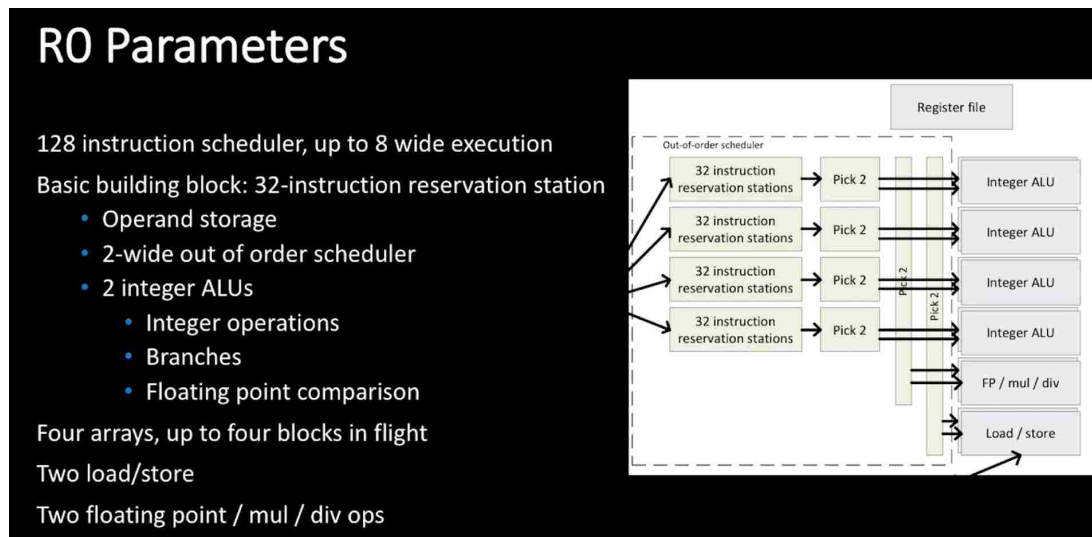 R0 Parameters
128 instruction scheduler, up to 8 wide execution
Basic building block: 32-instruction reservation station
• Operand storage
• 2-wide out of order scheduler
• 2 integer ALUs
• Integer operations
• Branches
• Floating point comparison
Four arrays, up to four blocks in flight
Two load/store
Two floating point / mul / div ops
Register file
Out-of-order scheduler
32 instruction
reservation stations
Pick 2
Integer ALU
32 instruction
reservation stations
Pick 2
Integer ALU
32 instruction
reservation stations
Pick 2
Integer ALU
32 instruction
reservation stations
Pick 2
Integer ALU
Pick 2
Pick 2
FP / mul / div
Load / store